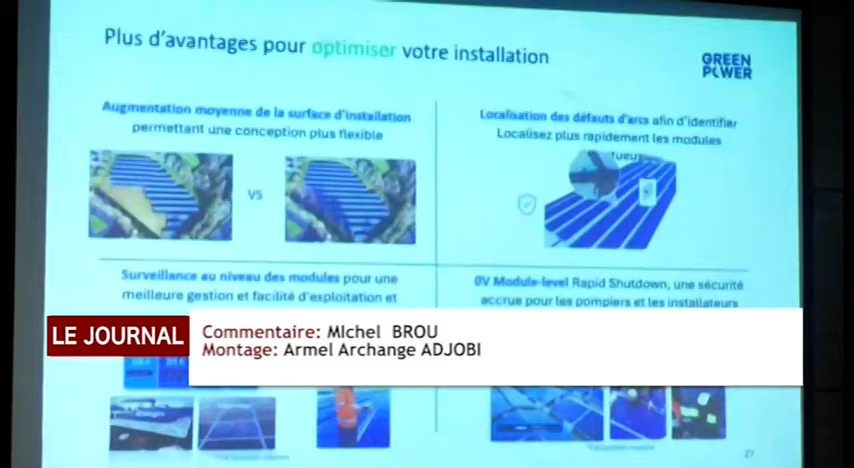 Plus d'avantages pour optimiser votre installation
GREEN
POWER
Augmentation moyenne de la surface d'installation
permettant une conception plus flexible
VS
Localisation des défauts d'arcs afin d'identifier
Localisez plus rapidement les modules
Surveillance au niveau des modules pour une
meilleure gestion et facilité d'exploitation et
0V Module-level Rapid Shutdown, une sécurité
accrue pour les pompiers et les installateurs
LE JOURNAL
Commentaire: MIchel BROU
Montage: Armel Archange ADJOBI
27